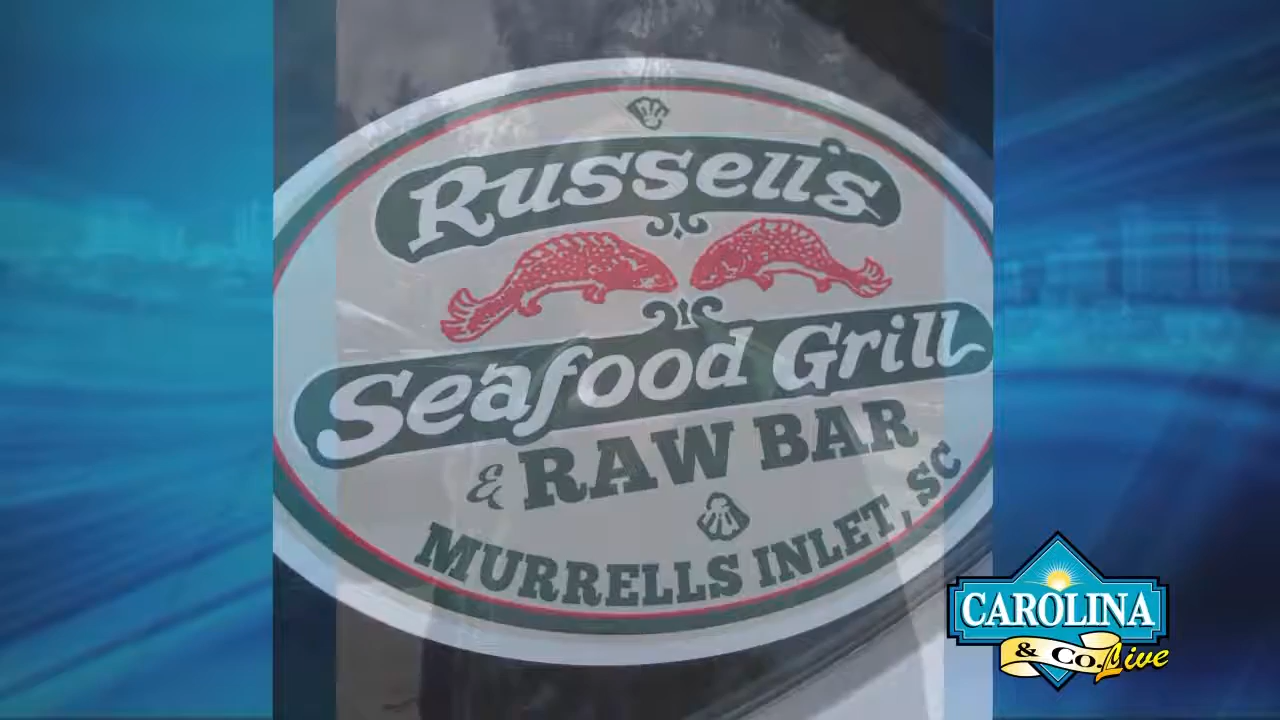 Russell's
Seafood Grill
& RAW BAR
MURRELLS INLET, SC
CAROLINA
& Co. Live